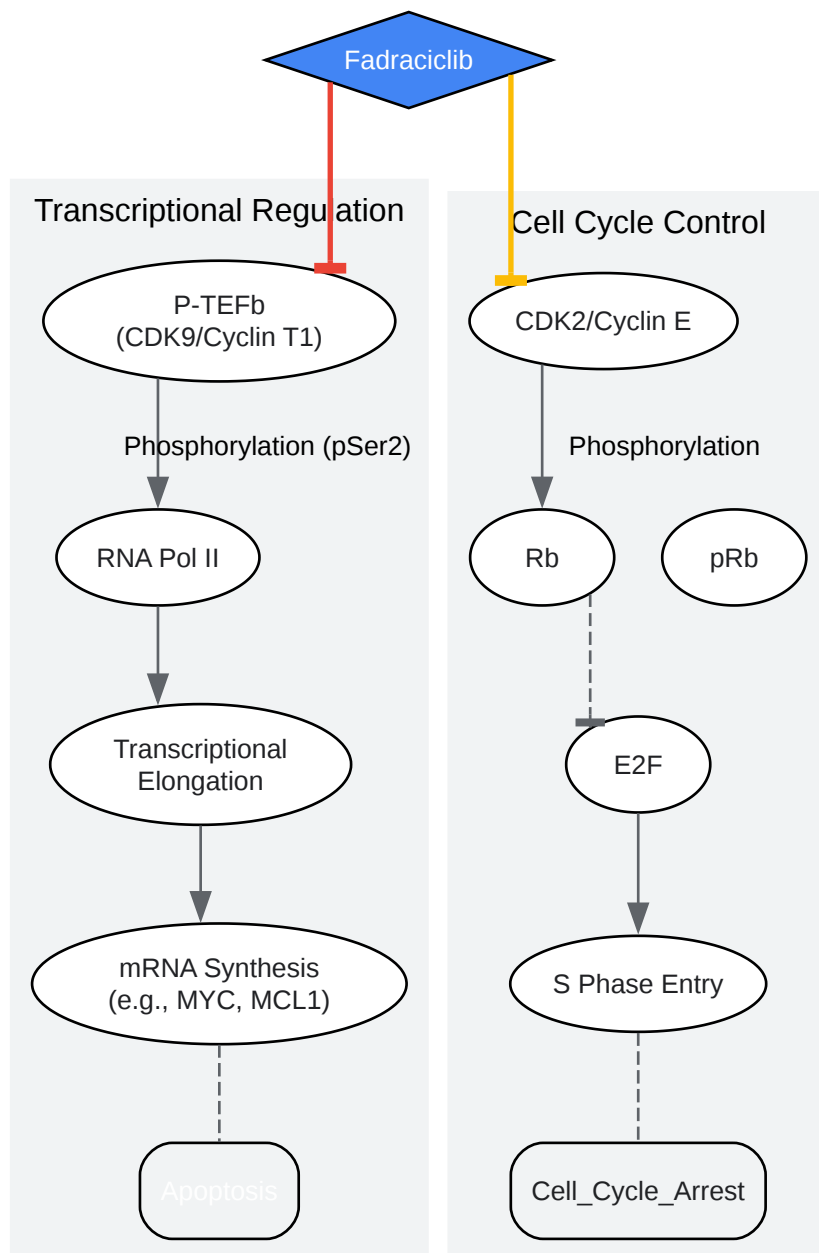 Fadraciclib
Transcriptional Regulation
P-TEFb
(CDK9/Cyclin T1)
Phosphorylation (pSer2)
RNA Pol II
Transcriptional
Elongation
mRNA Synthesis
(e.g., MYC, MCL1)
Apoptosis
Cell Cycle Control
CDK2/Cyclin E
Phosphorylation
Rb
pRb
E2F
S Phase Entry
Cell_Cycle_Arrest